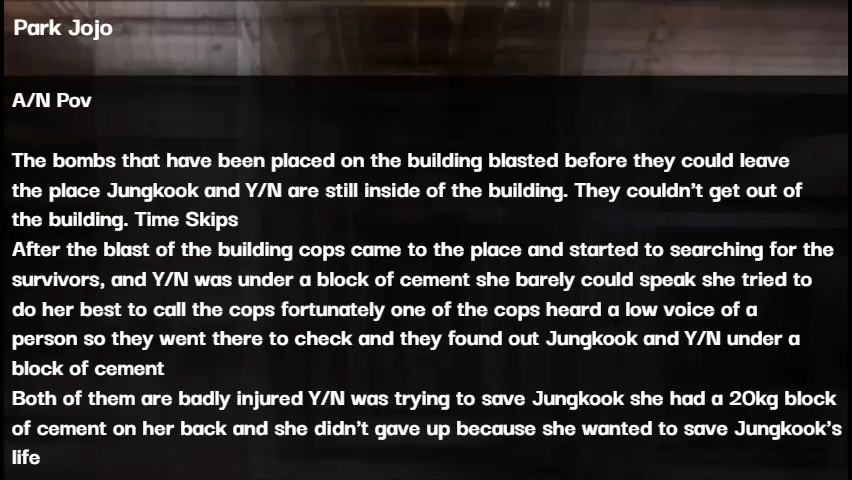 Park Jojo
A/N Pov
The bombs that have been placed on the building blasted before they could leave
the place Jungkook and Y/N are still inside of the building. They couldn't get out of
the building. Time Skips
After the blast of the building cops came to the place and started to searching for the
survivors, and Y/N was under a block of cement she barely could speak she tried to
do her best to call the cops fortunately one of the cops heard a low voice of a
person so they went there to check and they found out Jungkook and Y/N under a
block of cement
Both of them are badly injured Y/N was trying to save Jungkook she had a 20kg block
of cement on her back and she didn't gave up because she wanted to save Jungkook's
life